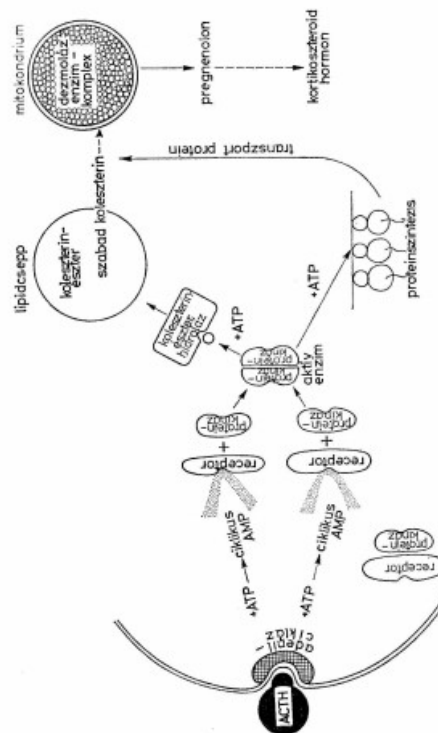 mitokondrium
dezmoláz
enzim-
komplex
pregnenolon
kortikoszteroid
hormon
lipidcsepp
koleszterin-
észter
szabad koleszterin
transzport protein
koleszterin-
észter
hidroláz
+ATP
+ATP
proteinszintézis
protein-
kináz
protein-
kináz
aktív
enzim
protein-
kináz
+
receptor
protein-
kináz
+
receptor
ciklikus
AMP
ciklikus
AMP
+ATP
+ATP
protein-
kináz
receptor
adenil-
cikláz
ACTH